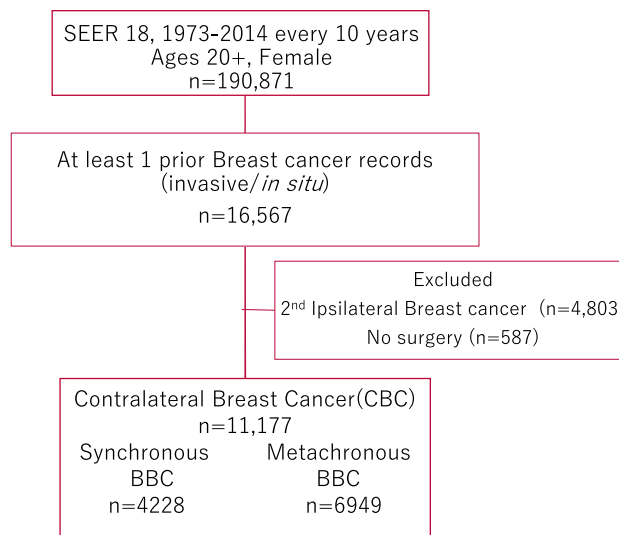 SEER 18, 1973-2014 every 10 years
Ages 20+, Female
n=190,871
At least 1 prior Breast cancer records
(invasive/in situ)
n=16,567
Excluded
2nd Ipsilateral Breast cancer (n=4,803
No surgery (n=587)
Contralateral Breast Cancer(CBC)
n=11,177
Synchronous
BBC
n=4228
Metachronous
BBC
n=6949